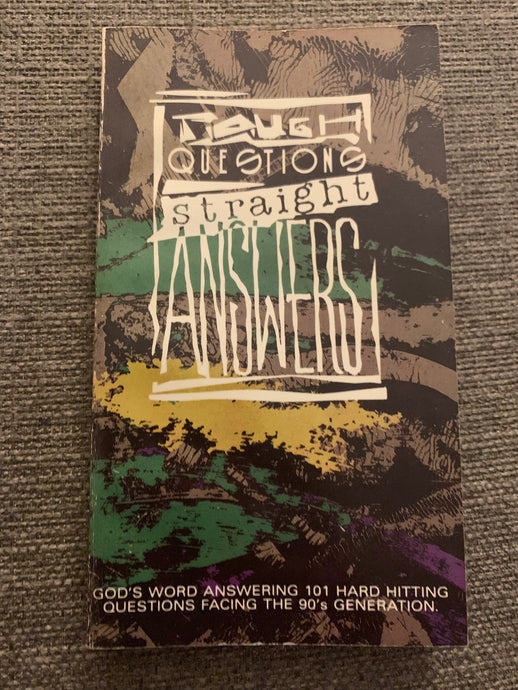 TOUGH
QUESTIONS
straight
ANSWERS
GOD'S WORD ANSWERING 101 HARD HITTING
QUESTIONS FACING THE 90's GENERATION.